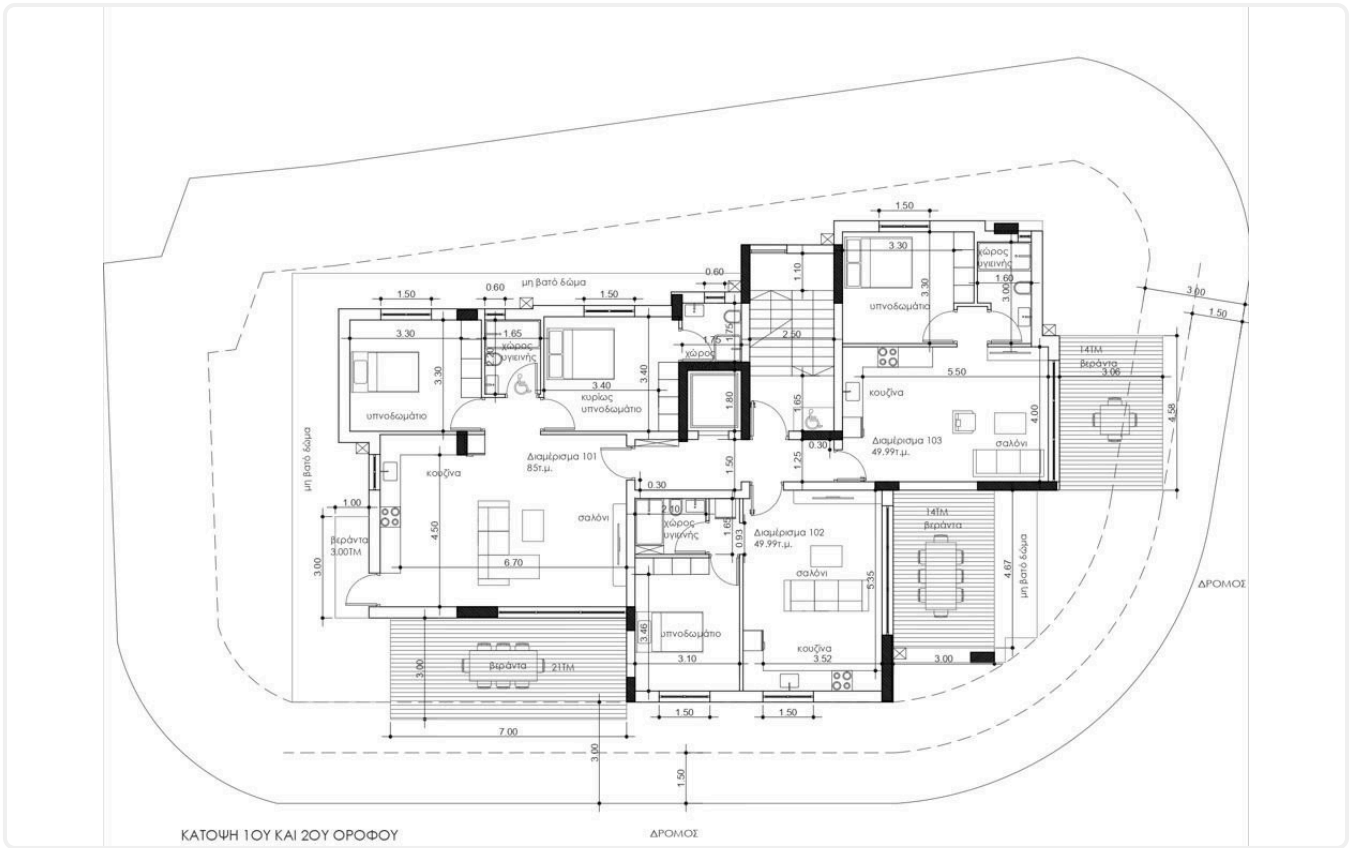 1.50
3.30
χώρος
υγιεινής
1.60
3.00
3.30
υπνοδωμάτιο
1.10
2.50
0.60
μη βατό δώμα
1.50
0.60
1.50
3.30
1.65
χώρος
υγιεινής
2.20
3.30
υπνοδωμάτιο
3.40
κυρίως
υπνοδωμάτιο
3.40
1.75
1.75
χώρος
1.80
1.65
3.00
1.50
14ΤΜ
βεράντα
3.06
4.58
5.50
κουζίνα
4.00
Διαμέρισμα 103
49.99τ.μ.
σαλόνι
0.30
1.25
1.50
0.30
μη βατό δώμα
κουζίνα
Διαμέρισμα 101
85τ.μ.
σαλόνι
4.50
6.70
1.00
βεράντα
3.00ΤΜ
3.00
2.10
χώρος
υγιεινής
1.65
0.93
Διαμέρισμα 102
49.99τ.μ.
σαλόνι
5.35
14ΤΜ
βεράντα
4.67
μη βατό δώμα
ΔΡΟΜΟΣ
3.46
υπνοδωμάτιο
3.10
κουζίνα
3.52
3.00
βεράντα
21ΤΜ
3.00
7.00
1.50
1.50
3.00
1.50
ΚΑΤΟΨΗ 1ΟΥ ΚΑΙ 2ΟΥ ΟΡΟΦΟΥ
ΔΡΟΜΟΣ